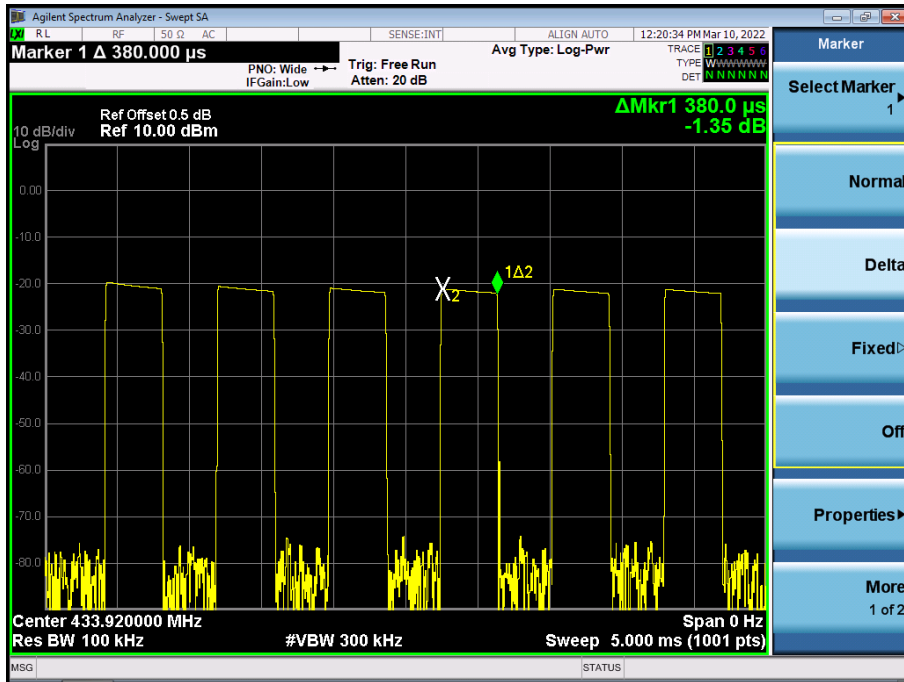 Agilent Spectrum Analyzer - Swept SA
LXI RL RF 50 Ω AC SENSE:INT ALIGN AUTO 12:20:34 PM Mar 10, 2022
Marker 1 Δ 380.000 μs
PNO: Wide
IFGain:Low
Trig: Free Run
Atten: 20 dB
Avg Type: Log-Pwr
TRACE 1 2 3 4 5 6
TYPE WWWWWW
DET N N N N N N
ΔMkr1 380.0 μs
-1.35 dB
Ref Offset 0.5 dB
10 dB/div Ref 10.00 dBm
Log
0.00
-10.0
-20.0
-30.0
-40.0
-50.0
-60.0
-70.0
-80.0
1Δ2
X2
Center 433.920000 MHz Span 0 Hz
Res BW 100 kHz #VBW 300 kHz Sweep 5.000 ms (1001 pts)
MSG STATUS
Marker
Select Marker
1
Normal
Delta
Fixed
Off
Properties
More
1 of 2